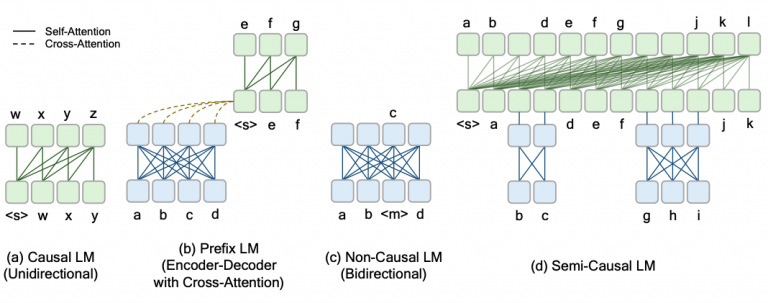 Self-Attention
Cross-Attention
e f g
<s> e f
w x y z
<s> w x y
a b c d
(a) Causal LM
(Unidirectional)
(b) Prefix LM
(Encoder-Decoder
with Cross-Attention)
c
a b <m> d
(c) Non-Causal LM
(Bidirectional)
a b d e f g j k l
<s> a d e f j k
b c g h i
(d) Semi-Causal LM